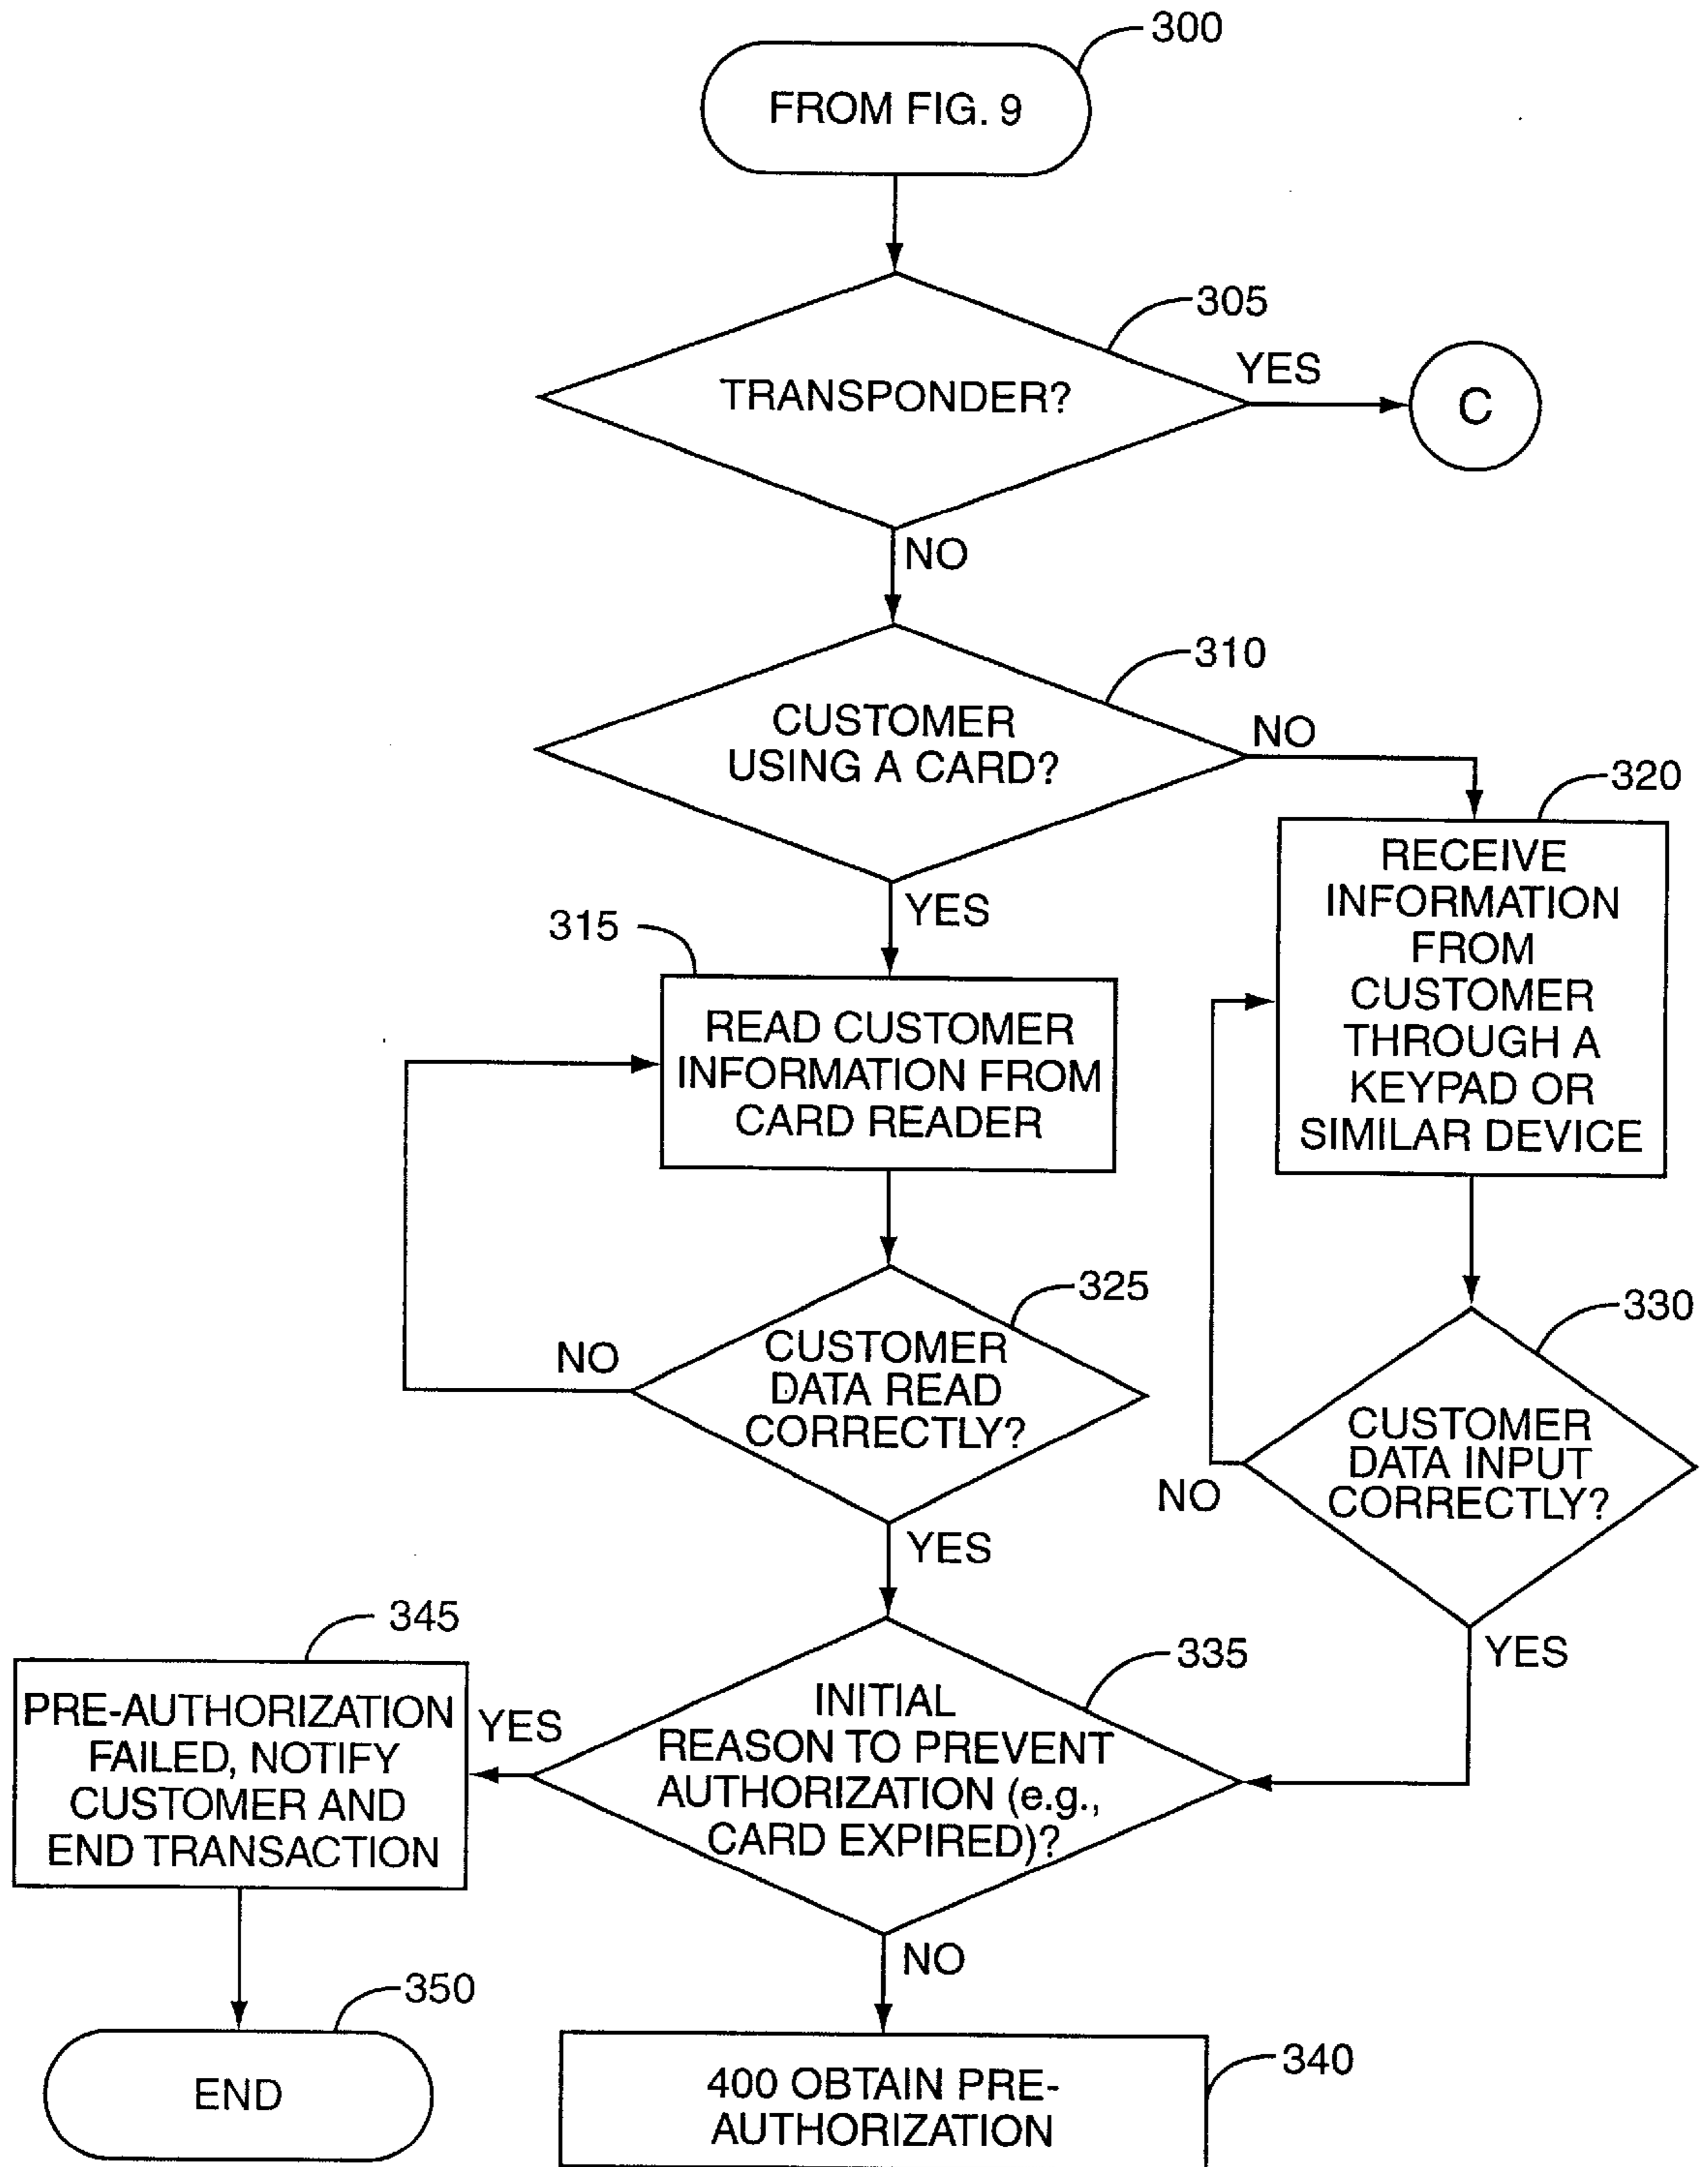 300
FROM FIG. 9
305
TRANSPONDER?
YES
C
NO
310
CUSTOMER
USING A CARD?
NO
320
RECEIVE
INFORMATION
FROM
CUSTOMER
THROUGH A
KEYPAD OR
SIMILAR DEVICE
YES
315
READ CUSTOMER
INFORMATION FROM
CARD READER
325
CUSTOMER
DATA READ
CORRECTLY?
NO
330
CUSTOMER
DATA INPUT
CORRECTLY?
NO
YES
YES
335
INITIAL
REASON TO PREVENT
AUTHORIZATION (e.g.,
CARD EXPIRED)?
YES
345
PRE-AUTHORIZATION
FAILED, NOTIFY
CUSTOMER AND
END TRANSACTION
NO
350
END
340
400 OBTAIN PRE-
AUTHORIZATION